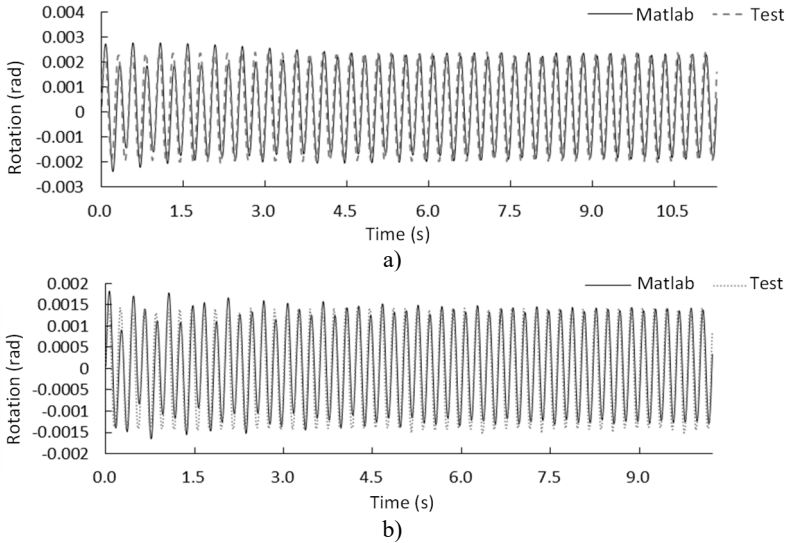 Matlab Test
0.004
0.003
0.002
0.001
0
-0.001
-0.002
-0.003
Rotation (rad)
0.0 1.5 3.0 4.5 6.0 7.5 9.0 10.5
Time (s)
a)
Matlab Test
0.002
0.0015
0.001
0.0005
0
-0.0005
-0.001
-0.0015
-0.002
Rotation (rad)
0.0 1.5 3.0 4.5 6.0 7.5 9.0
Time (s)
b)